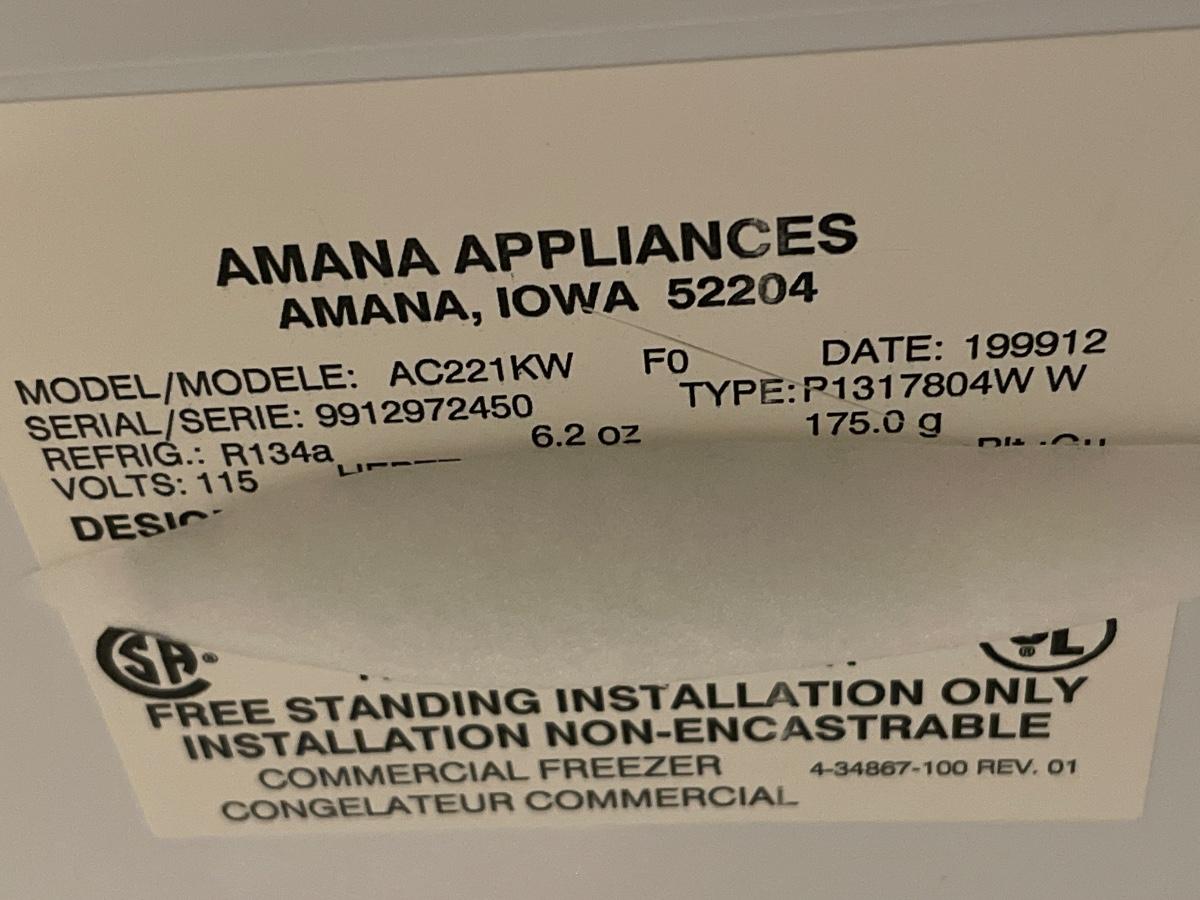 AMANA APPLIANCES
AMANA, IOWA 52204
MODEL/MODELE: AC221KW F0 DATE: 199912
SERIAL/SERIE: 9912972450 TYPE: P1317804W W
REFRIG.: R134a 6.2 oz 175.0 g
VOLTS: 115
SA ®
® UL
FREE STANDING INSTALLATION ONLY
INSTALLATION NON-ENCASTRABLE
COMMERCIAL FREEZER 4-34867-100 REV. 01
CONGELATEUR COMMERCIAL